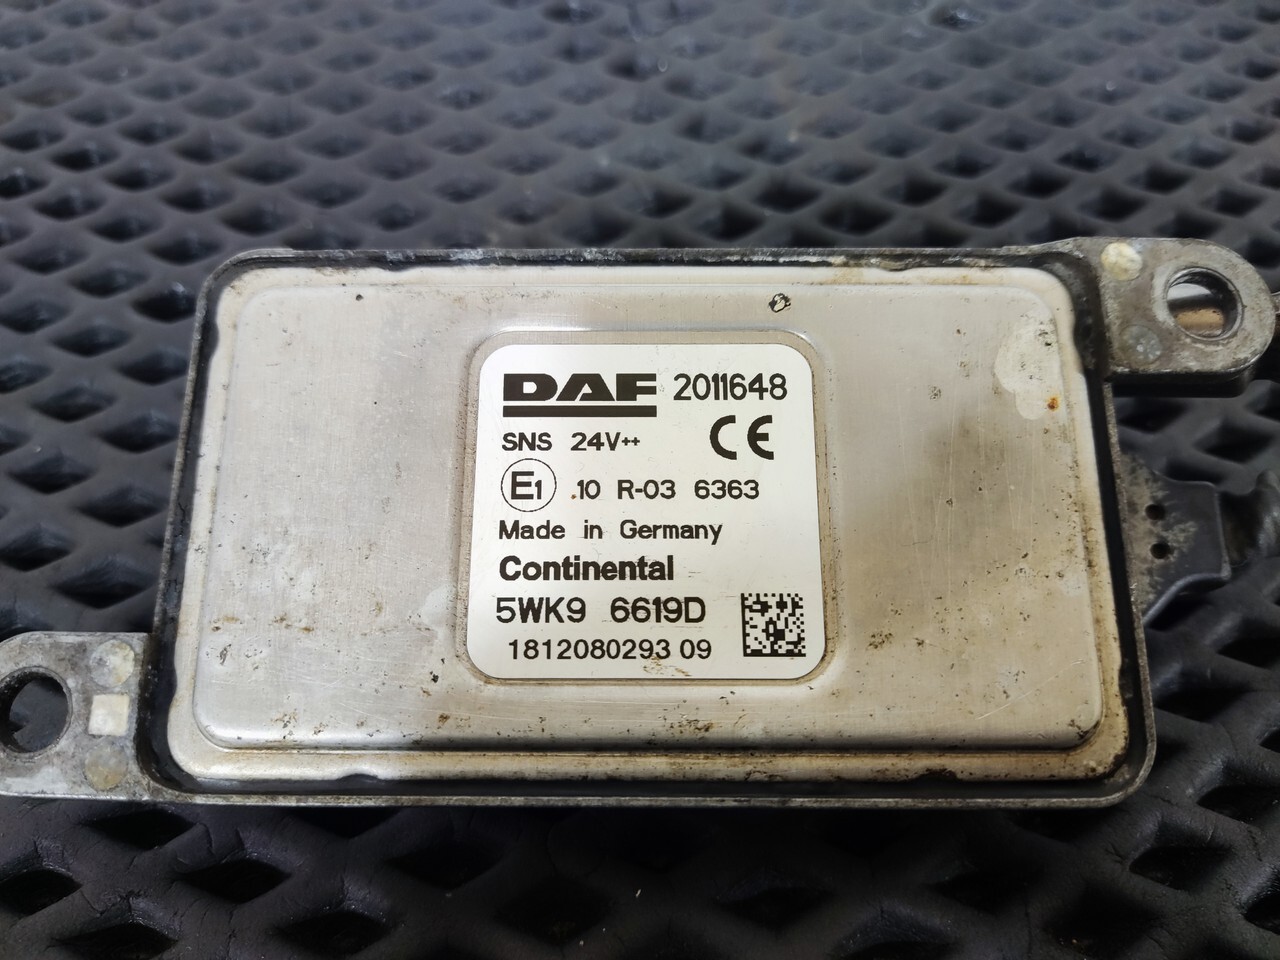 DAF 2011648
SNS 24V++ CE
E1 .10 R-03 6363
Made in Germany
Continental
5WK9 6619D
1812080293 09